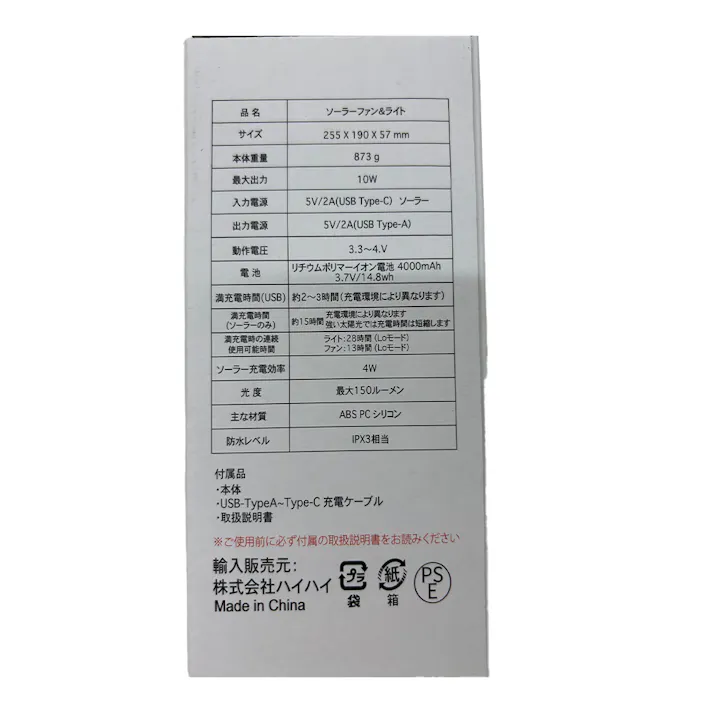 品名 ソーラーファン&ライト
サイズ 255 X 190 X 57 mm
本体重量 873 g
最大出力 10W
入力電源 5V/2A(USB Type-C) ソーラー
出力電源 5V/2A(USB Type-A)
動作電圧 3.3～4.V
電池 リチウムポリマーイオン電池 4000mAh
3.7V/14.8wh
満充電時間(USB) 約2～3時間(充電環境により異なります)
満充電時間
(ソーラーのみ)
約15時間 充電環境により異なります
強い太陽光では充電時間は短縮します
満充電時の連続
使用可能時間
ライト:28時間 (Loモード)
ファン:13時間 (Loモード)
ソーラー充電効率 4W
光度 最大150ルーメン
主な材質 ABS PC シリコン
防水レベル IPX3相当
付属品
・本体
・USB-TypeA~Type-C 充電ケーブル
・取扱説明書
※ご使用前に必ず付属の取扱説明書をお読みください
輸入販売元:
株式会社ハイハイ
Made in China
プラ
袋
紙
箱
PS
E